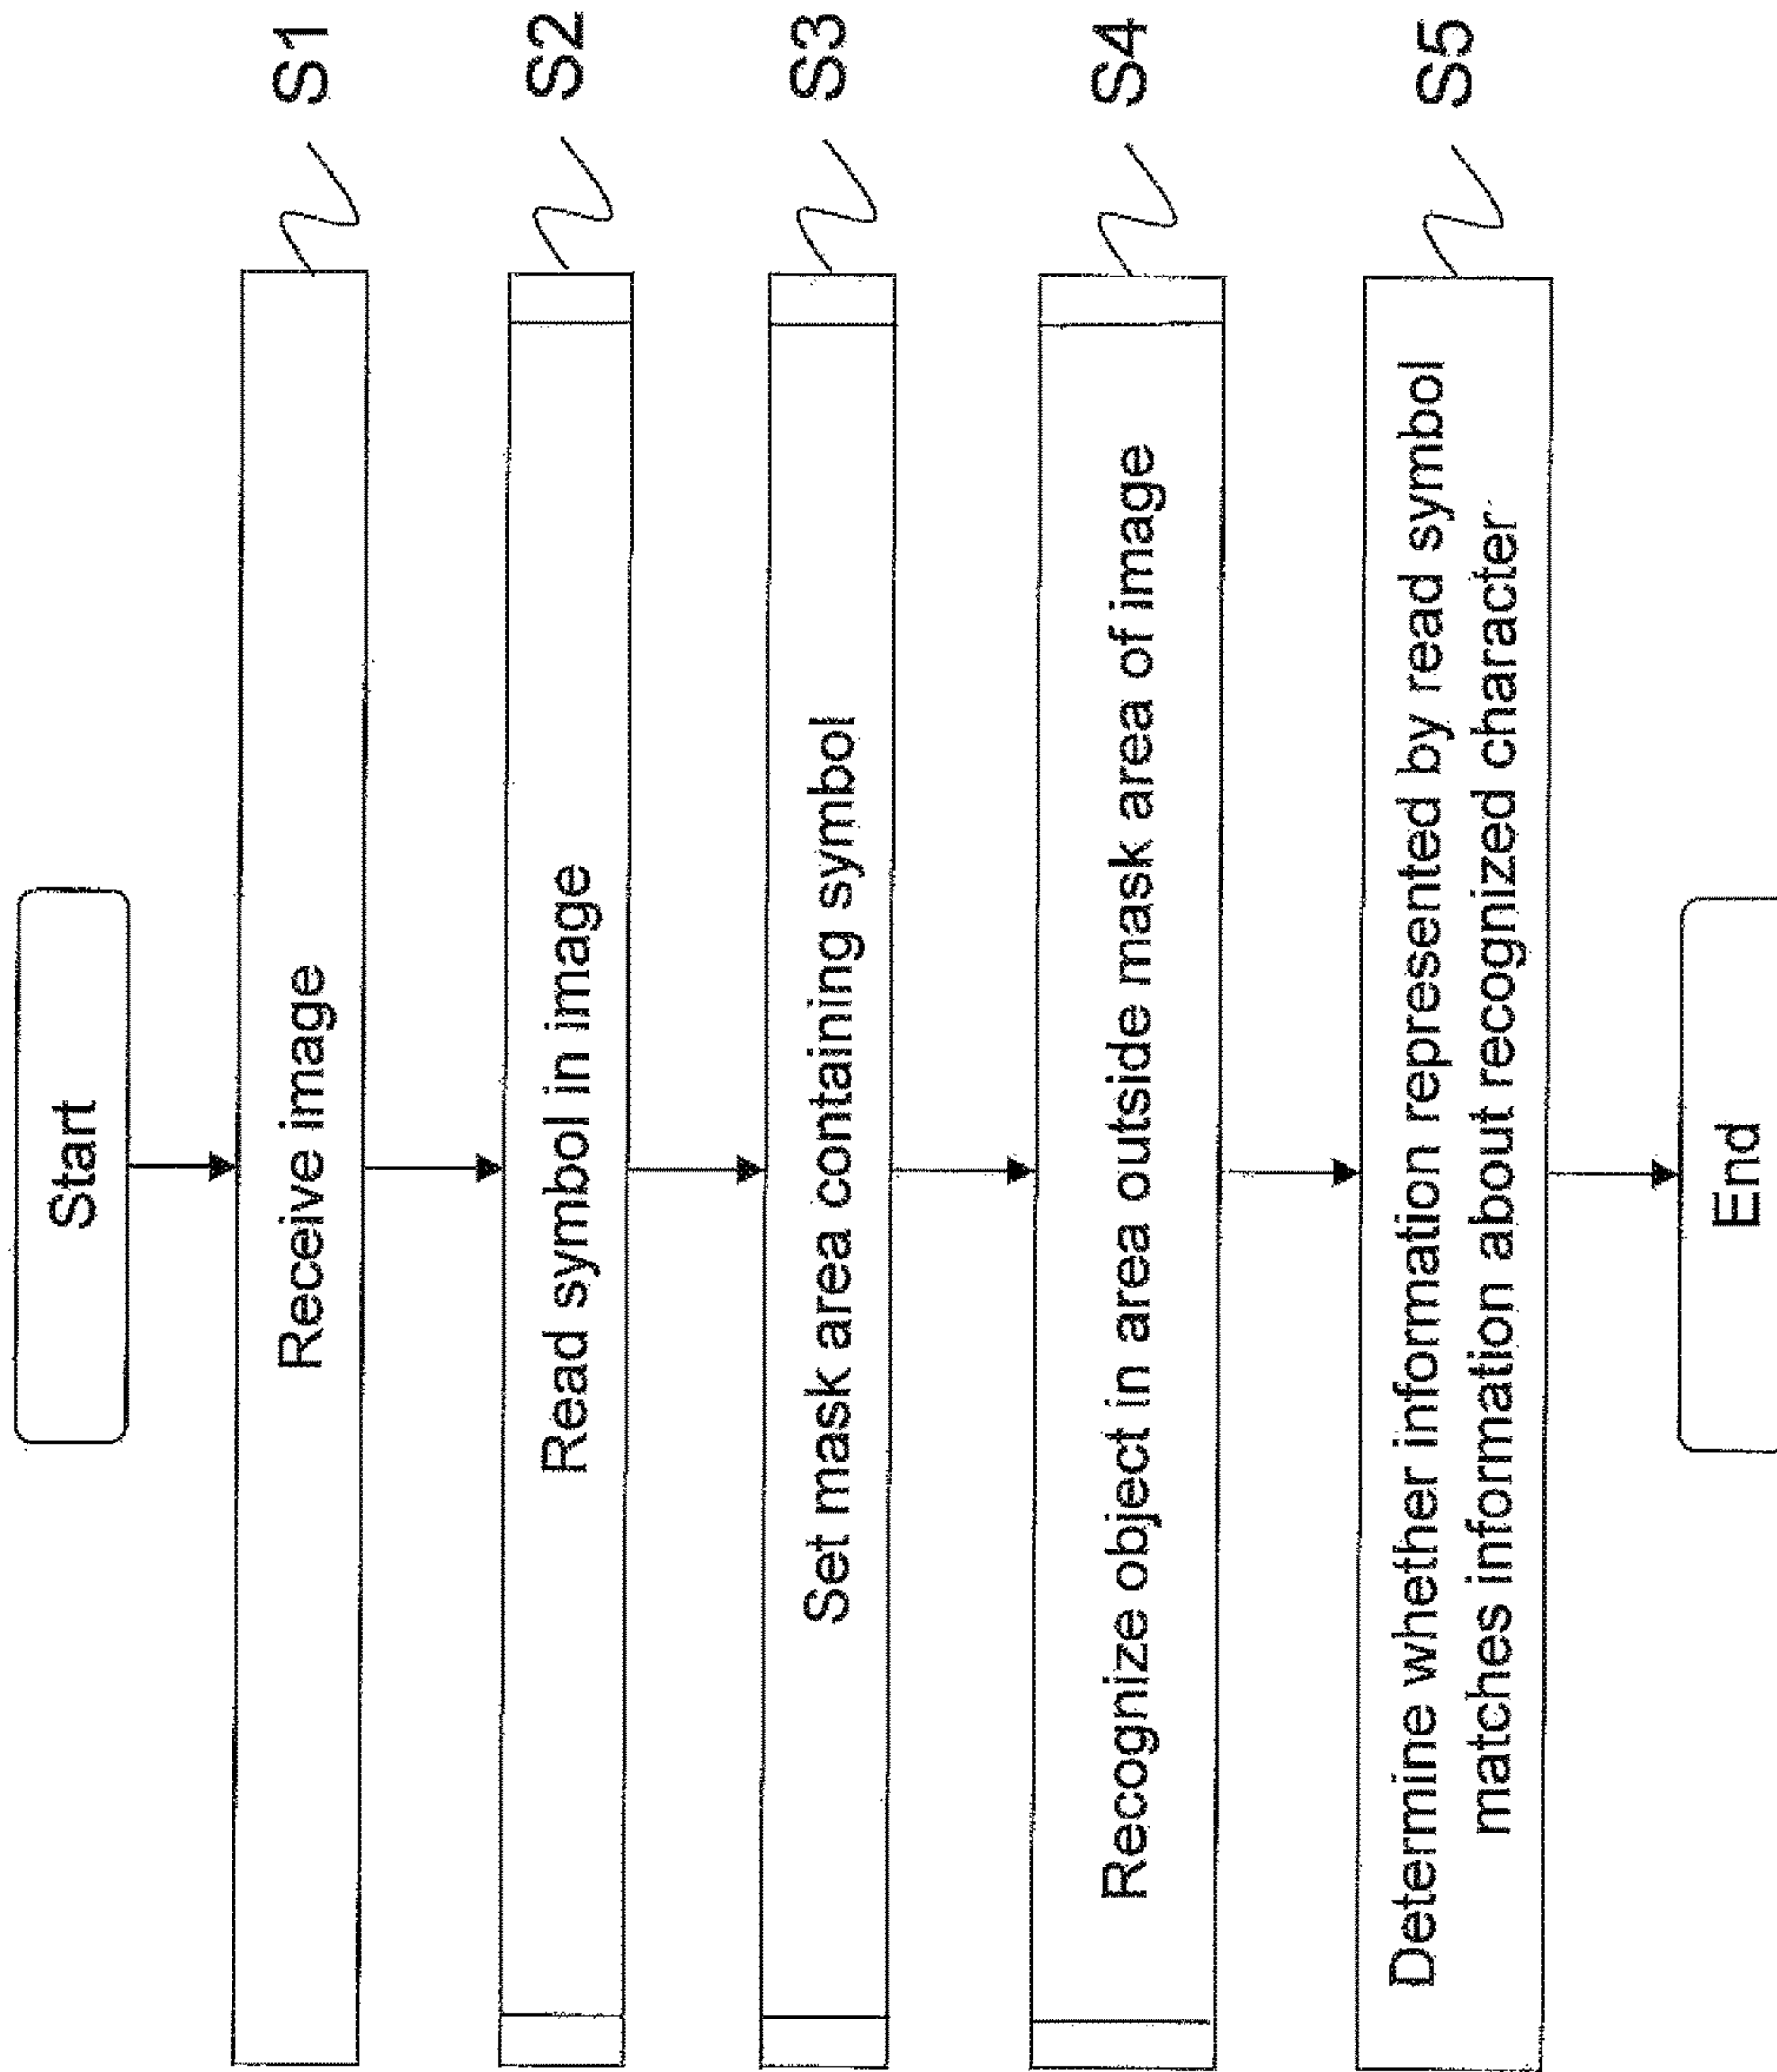 Start
Receive image S1
Read symbol in image S2
Set mask area containing symbol S3
Recognize object in area outside mask area of image S4
Determine whether information represented by read symbol S5
matches information about recognized character
End